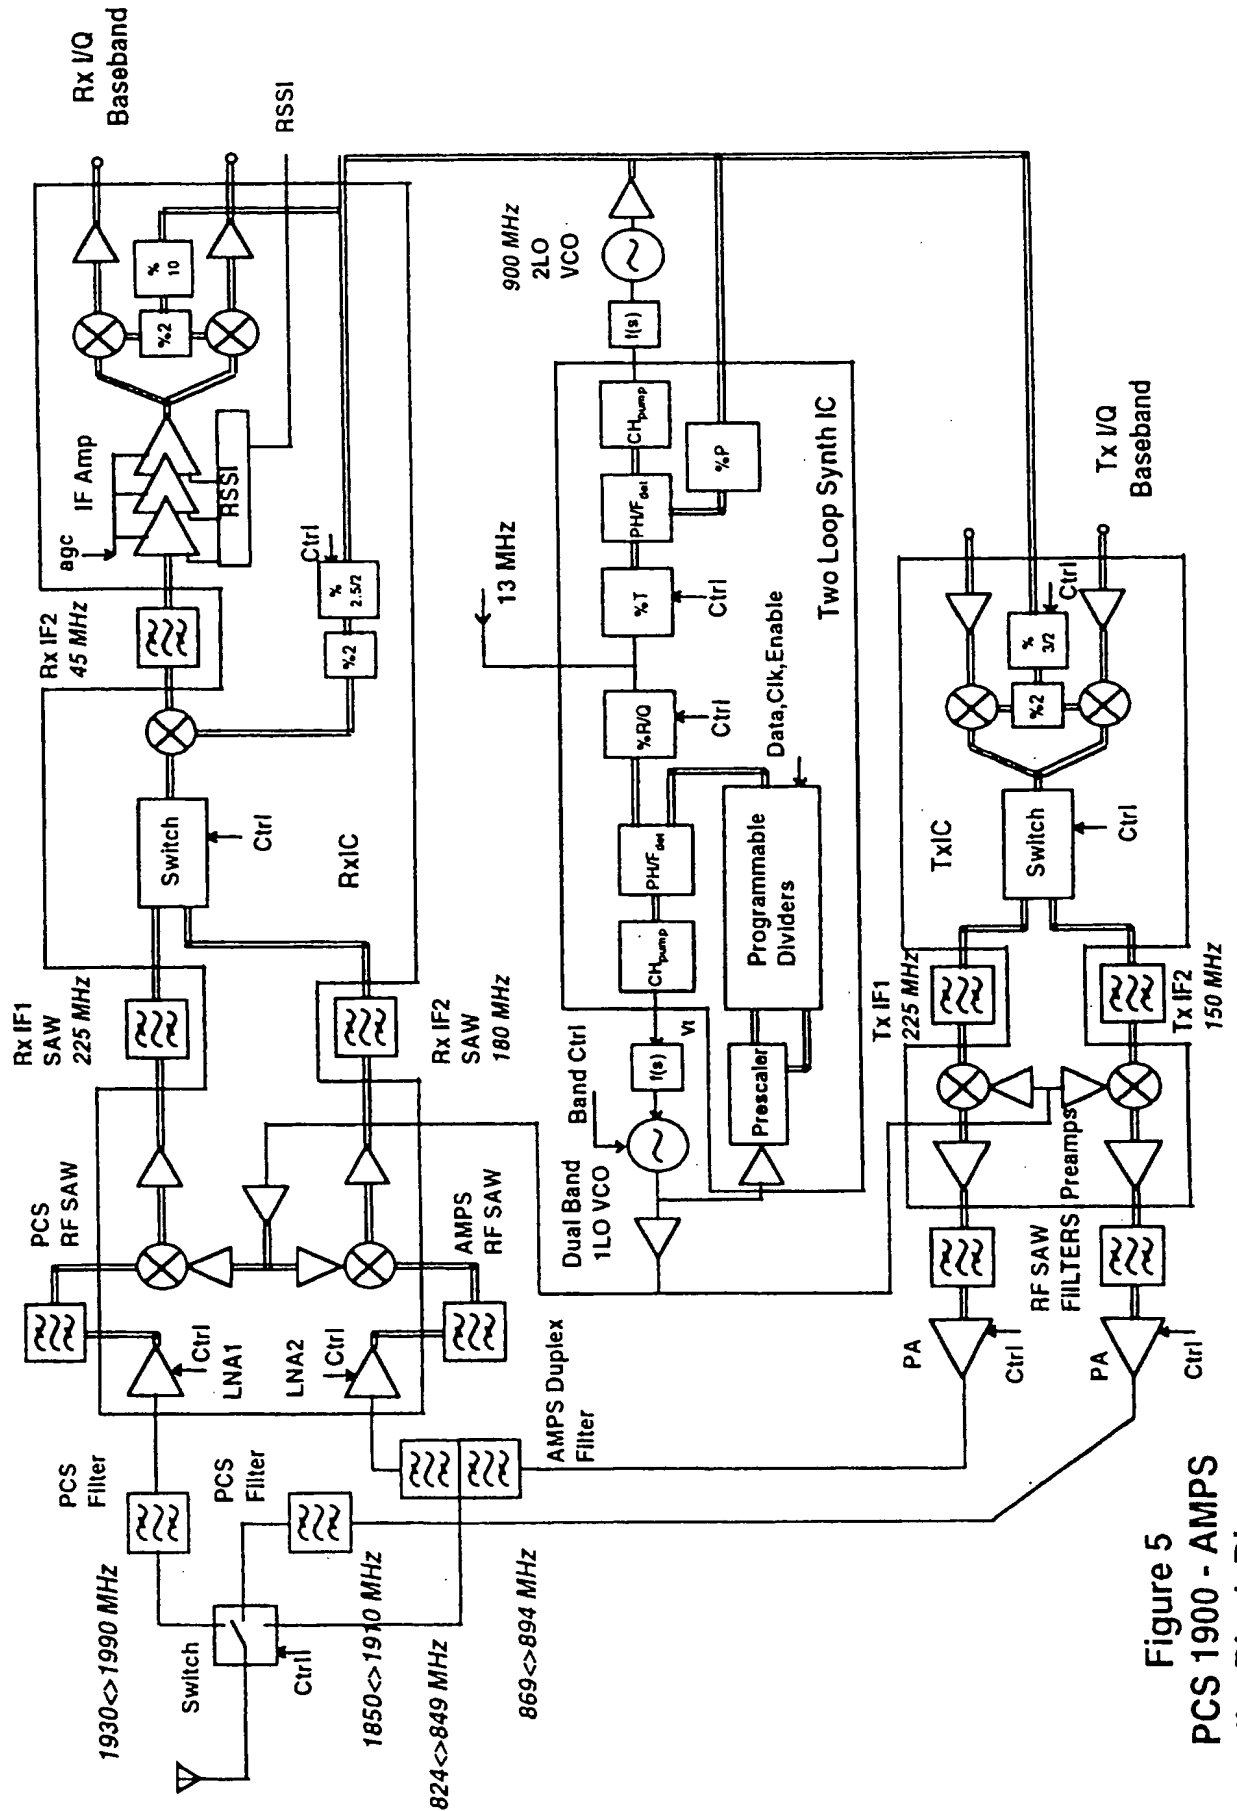 PCS
Filter
PCS
RF SAW
Rx IF1
SAW
225 MHz
Rx IF2
45 MHz
agc
IF Amp
RSSI
%2
%
10
Rx I/Q
Baseband
RSSI
1930<>1990 MHz
Switch
Ctrl
PCS
Filter
Ctrl
LNA1
LNA2
Ctrl
Switch
Ctrl
RxIC
%2
%
2.5/2
Ctrl
1850<>1910 MHz
824<>849 MHz
869<>894 MHz
AMPS Duplex
Filter
AMPS
RF SAW
Rx IF2
SAW
180 MHz
Dual Band
1LO VCO
Band Ctrl
f(s)
Vt
CHpump
PH/Fdet
%R/Q
Ctrl
13 MHz
%T
Ctrl
PH/Fdet
CHpump
f(s)
900 MHz
2LO
VCO
%P
Prescaler
Programmable
Dividers
Data,Clk,Enable
Two Loop Synth IC
PA
Ctrl
RF SAW
FIILTERS
Preamps
Tx IF1
225 MHz
TxIC
Switch
Ctrl
%2
%
3/2
Ctrl
Tx I/Q
Baseband
PA
Ctrl
Tx IF2
150 MHz
Figure 5
PCS 1900 - AMPS